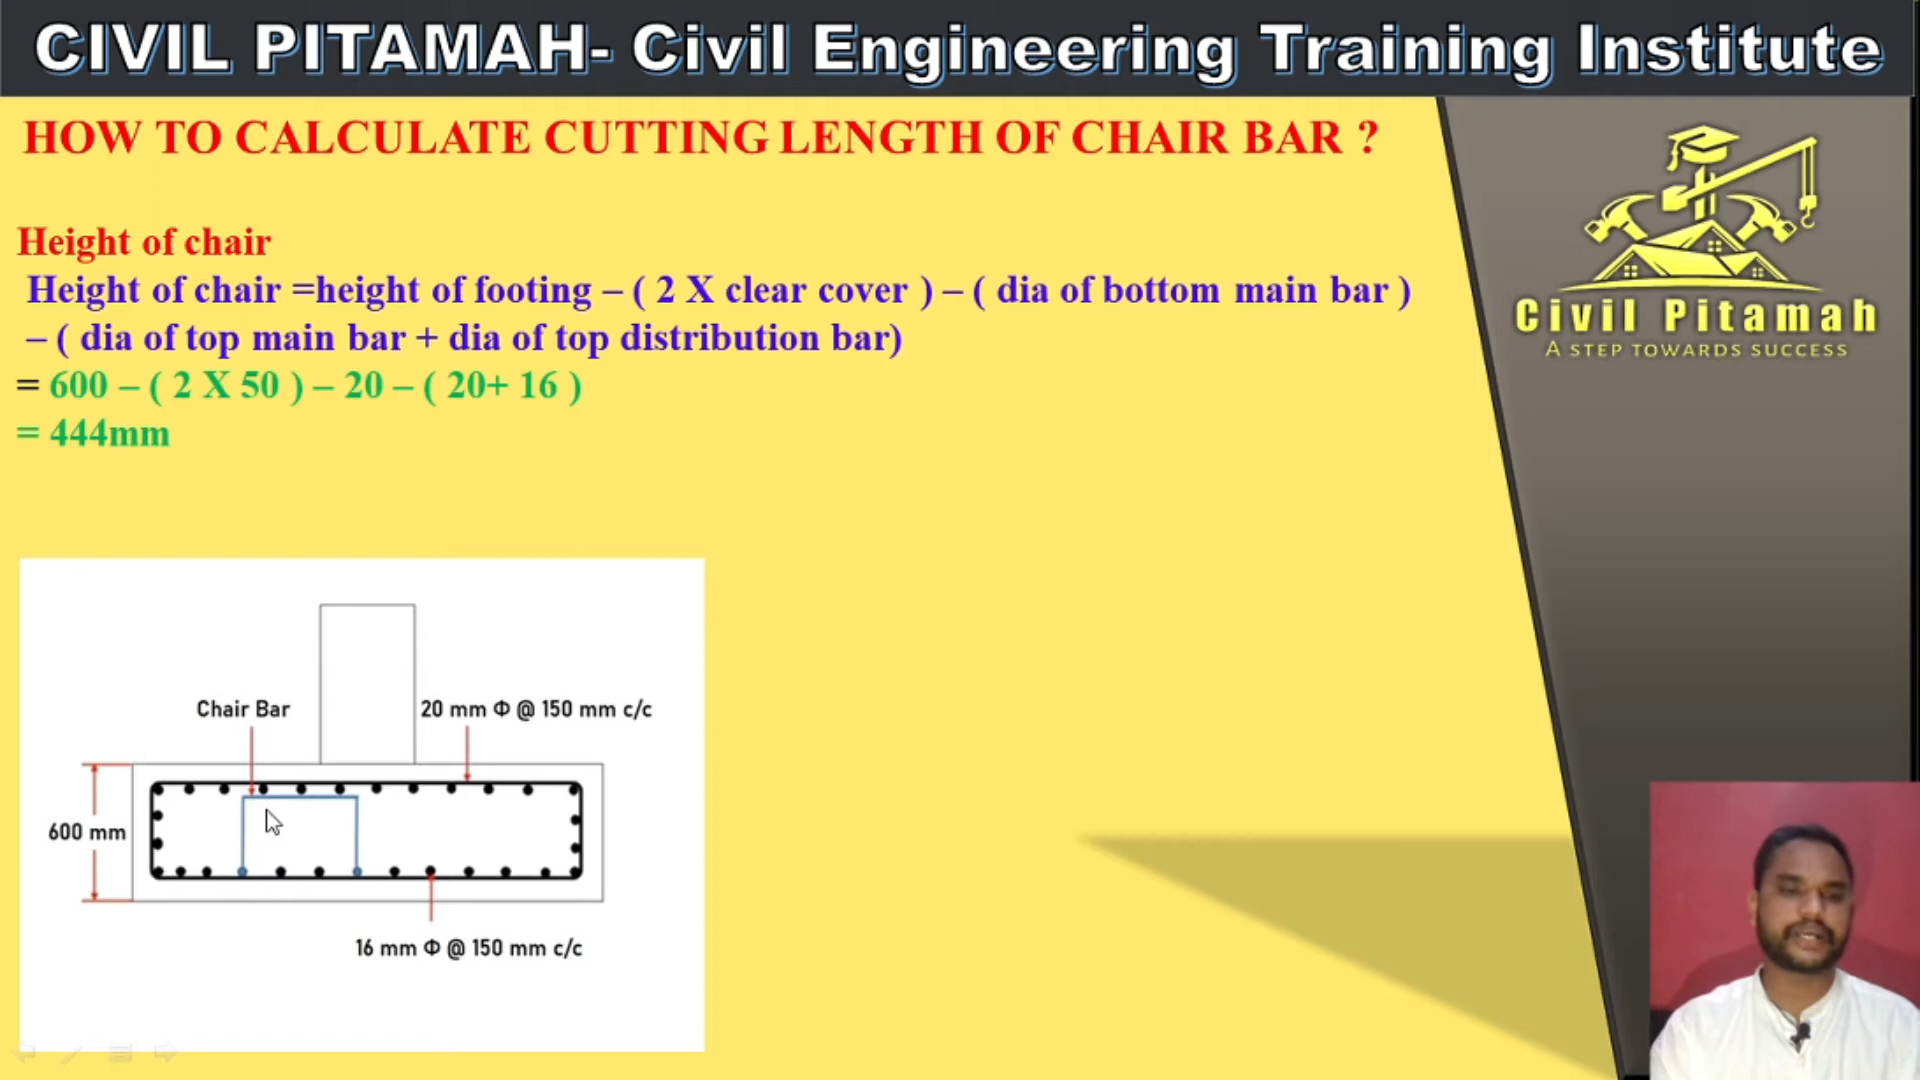 CIVIL PITAMAH- Civil Engineering Training Institute
HOW TO CALCULATE CUTTING LENGTH OF CHAIR BAR ?
Height of chair
Height of chair =height of footing – ( 2 X clear cover ) – ( dia of bottom main bar )
– ( dia of top main bar + dia of top distribution bar)
= 600 – ( 2 X 50 ) – 20 – ( 20+ 16 )
= 444mm
Civil Pitamah
A STEP TOWARDS SUCCESS
Chair Bar
20 mm Φ @ 150 mm c/c
600 mm
16 mm Φ @ 150 mm c/c